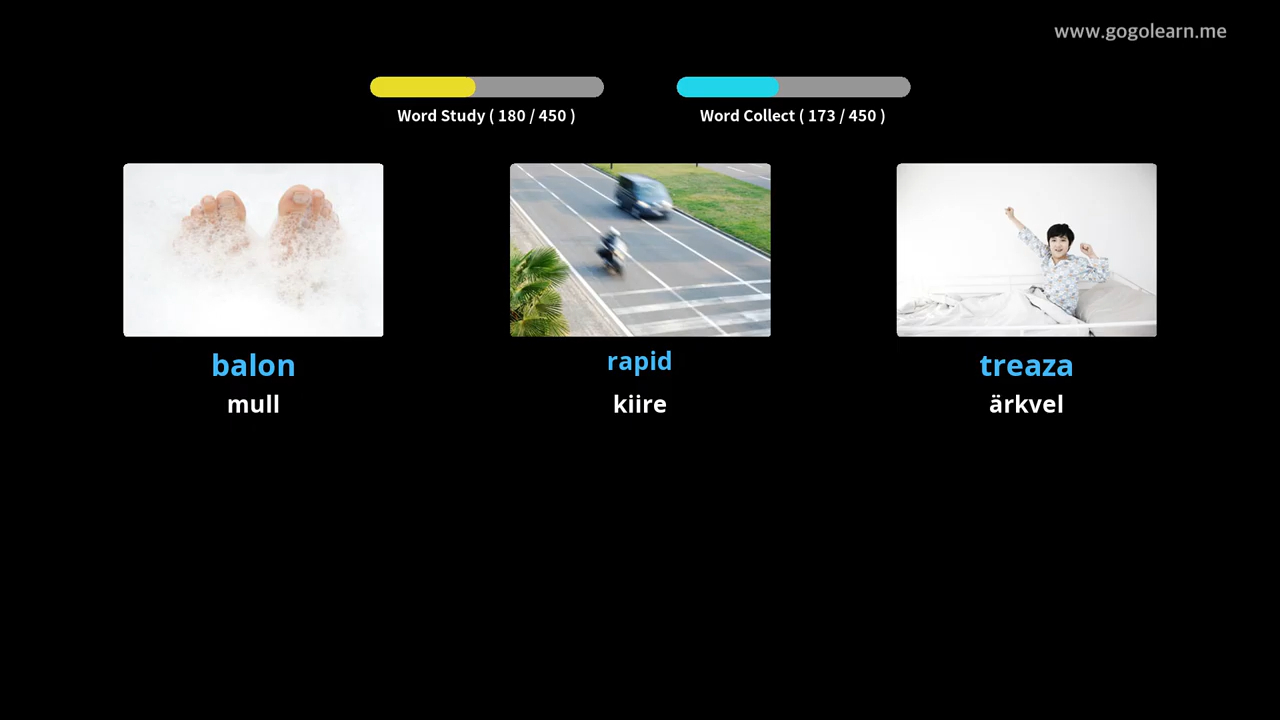 www.gogolearn.me
Word Study ( 180 / 450 )
Word Collect ( 173 / 450 )
balon
mull
rapid
kiire
treaza
ärkvel